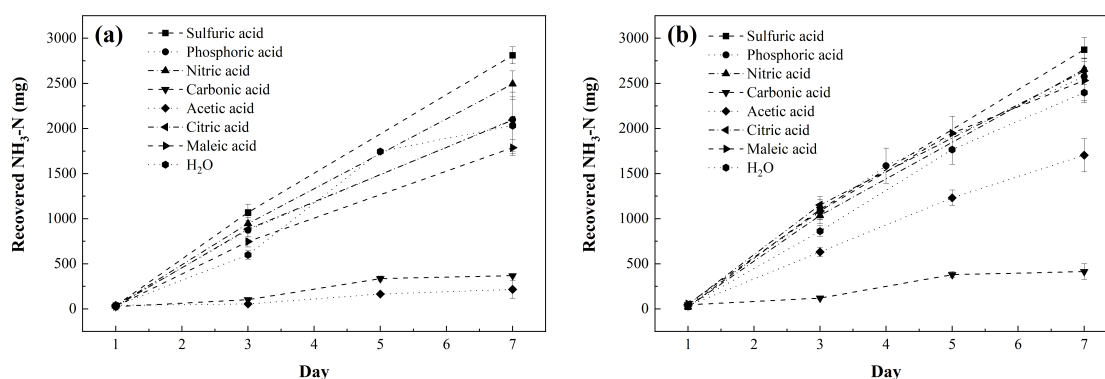 (a)
Sulfuric acid
Phosphoric acid
Nitric acid
Carbonic acid
Acetic acid
Citric acid
Maleic acid
H₂O
Recovered NH₃-N (mg)
3000
2500
2000
1500
1000
500
0
1 2 3 4 5 6 7
Day
(b)
Sulfuric acid
Phosphoric acid
Nitric acid
Carbonic acid
Acetic acid
Citric acid
Maleic acid
H₂O
Recovered NH₃-N (mg)
3000
2500
2000
1500
1000
500
0
1 2 3 4 5 6 7
Day